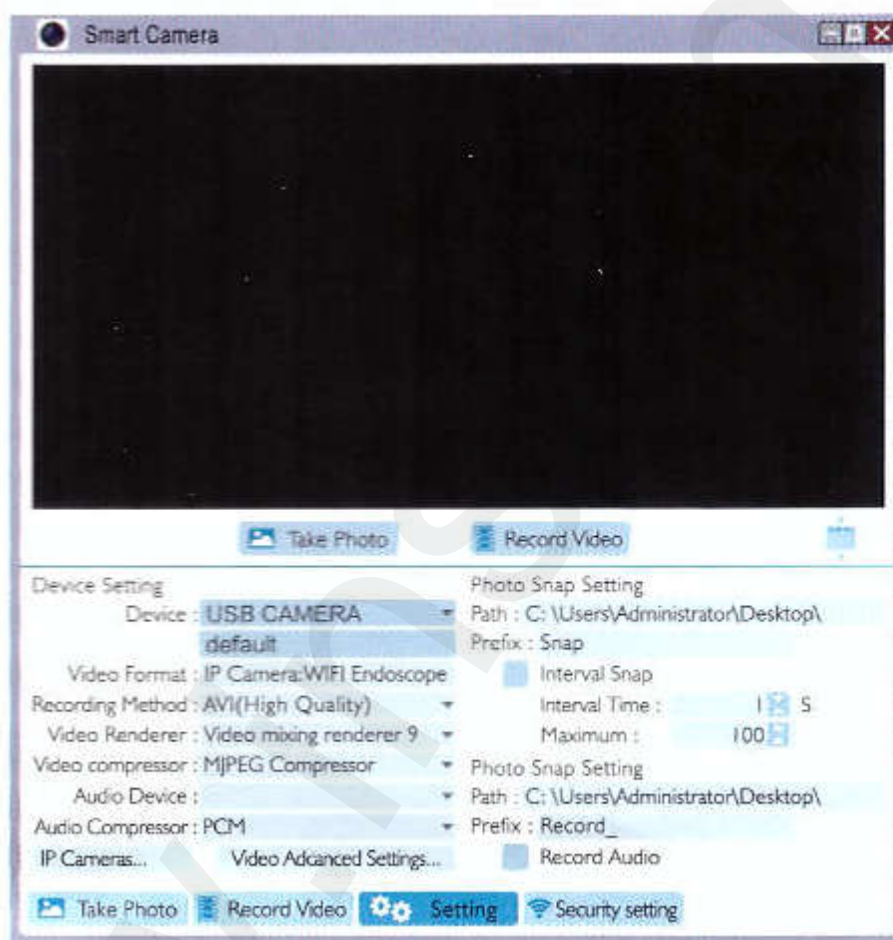 Smart Camera
Take Photo
Record Video
Device Setting
Device : USB CAMERA
default
Video Format : IP Camera:WIFI Endoscope
Recording Method : AVI(High Quality)
Video Renderer : Video mixing renderer 9
Video compressor : MJPEG Compressor
Audio Device :
Audio Compressor : PCM
IP Cameras...
Video Adcanced Settings...
Photo Snap Setting
Path : C: \Users\Administrator\Desktop\
Prefix : Snap
Interval Snap
Interval Time : 1 S
Maximum : 100
Photo Snap Setting
Path : C: \Users\Administrator\Desktop\
Prefix : Record_
Record Audio
Take Photo
Record Video
Setting
Security setting